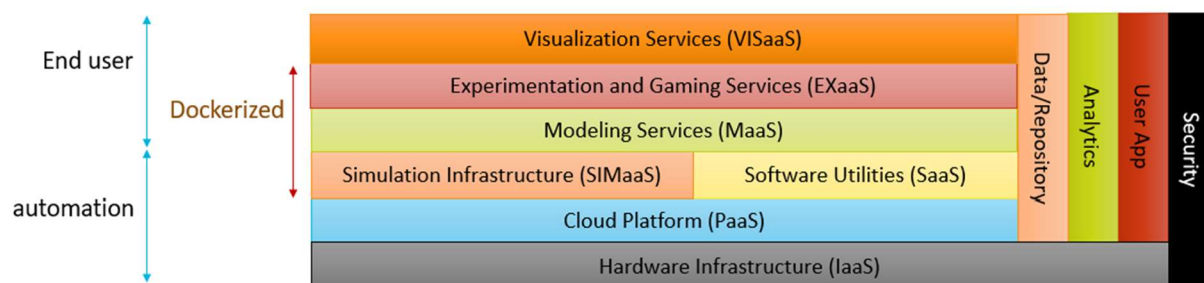 End user
Dockerized
automation
Visualization Services (VISaaS)
Experimentation and Gaming Services (EXaaS)
Modeling Services (MaaS)
Simulation Infrastructure (SIMaaS)
Software Utilities (SaaS)
Cloud Platform (PaaS)
Hardware Infrastructure (IaaS)
Data/Repository
Analytics
User App
Security